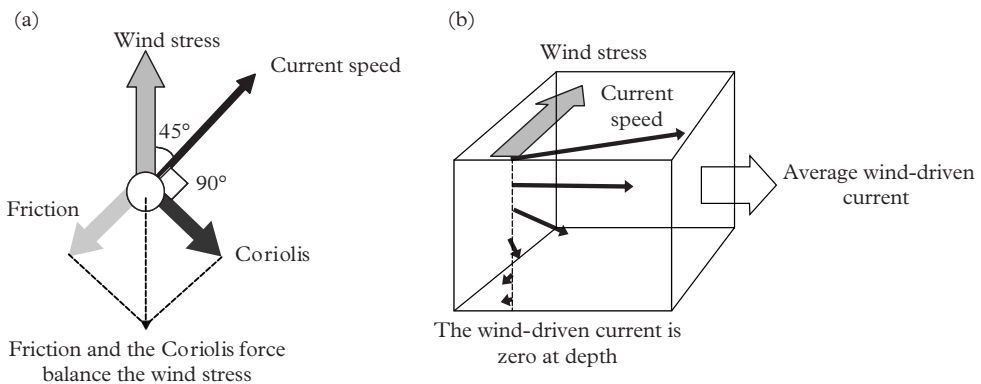 (a)
Wind stress
Current speed
45°
90°
Friction
Coriolis
Friction and the Coriolis force
balance the wind stress
(b)
Wind stress
Current
speed
Average wind-driven
current
The wind-driven current is
zero at depth